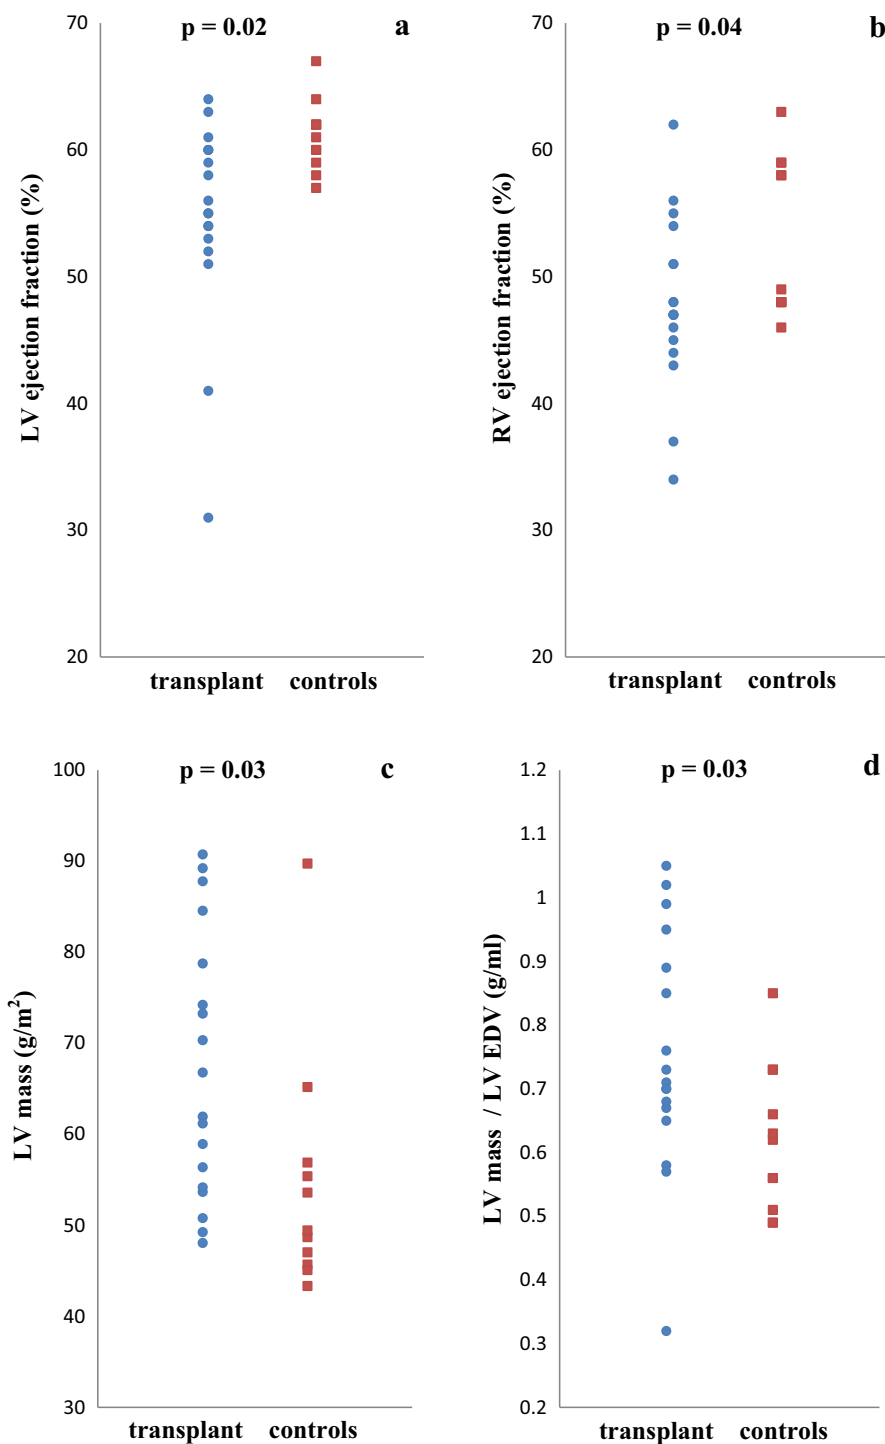 p = 0.02
a
LV ejection fraction (%)
70
60
50
40
30
20
transplant controls
p = 0.04
b
RV ejection fraction (%)
70
60
50
40
30
20
transplant controls
p = 0.03
c
LV mass (g/m²)
100
90
80
70
60
50
40
30
transplant controls
p = 0.03
d
LV mass / LV EDV (g/ml)
1.2
1.1
1
0.9
0.8
0.7
0.6
0.5
0.4
0.3
0.2
transplant controls